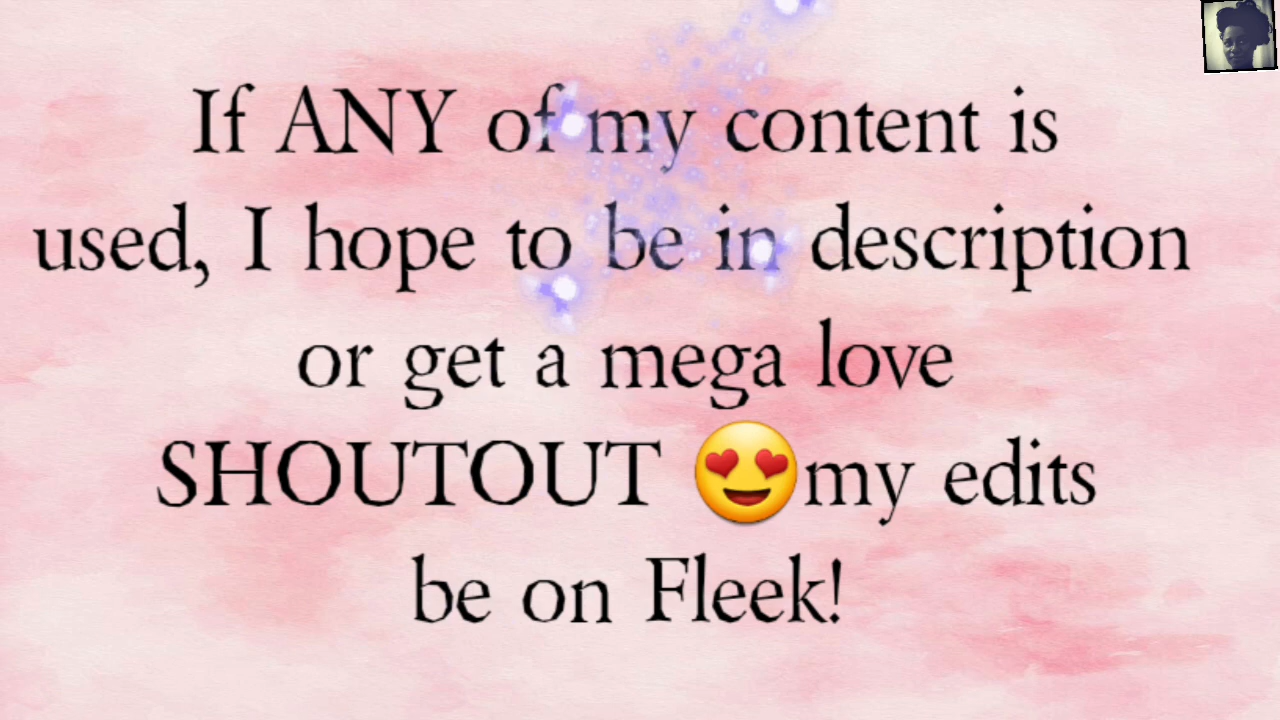 If ANY of my content is
used, I hope to be in description
or get a mega love
SHOUTOUT 😍my edits
be on Fleek!